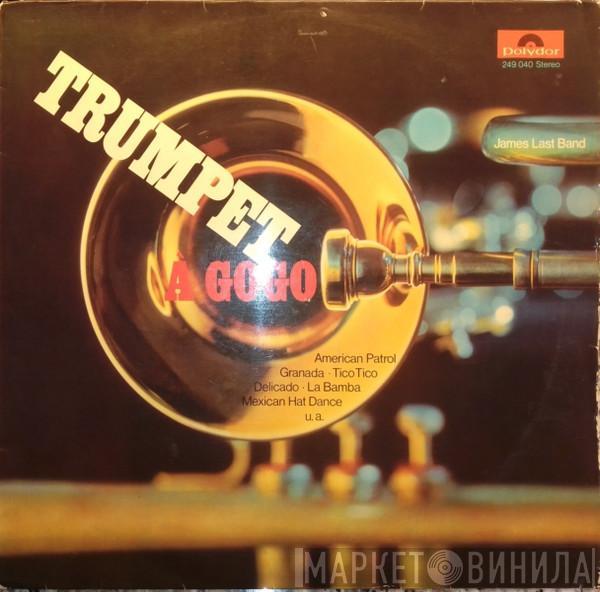 polydor
249 040 Stereo
TRUMPET
À GOGO
James Last Band
American Patrol
Granada · Tico Tico
Delicado · La Bamba
Mexican Hat Dance
u. a.
МАРКЕТ ВИНИЛА